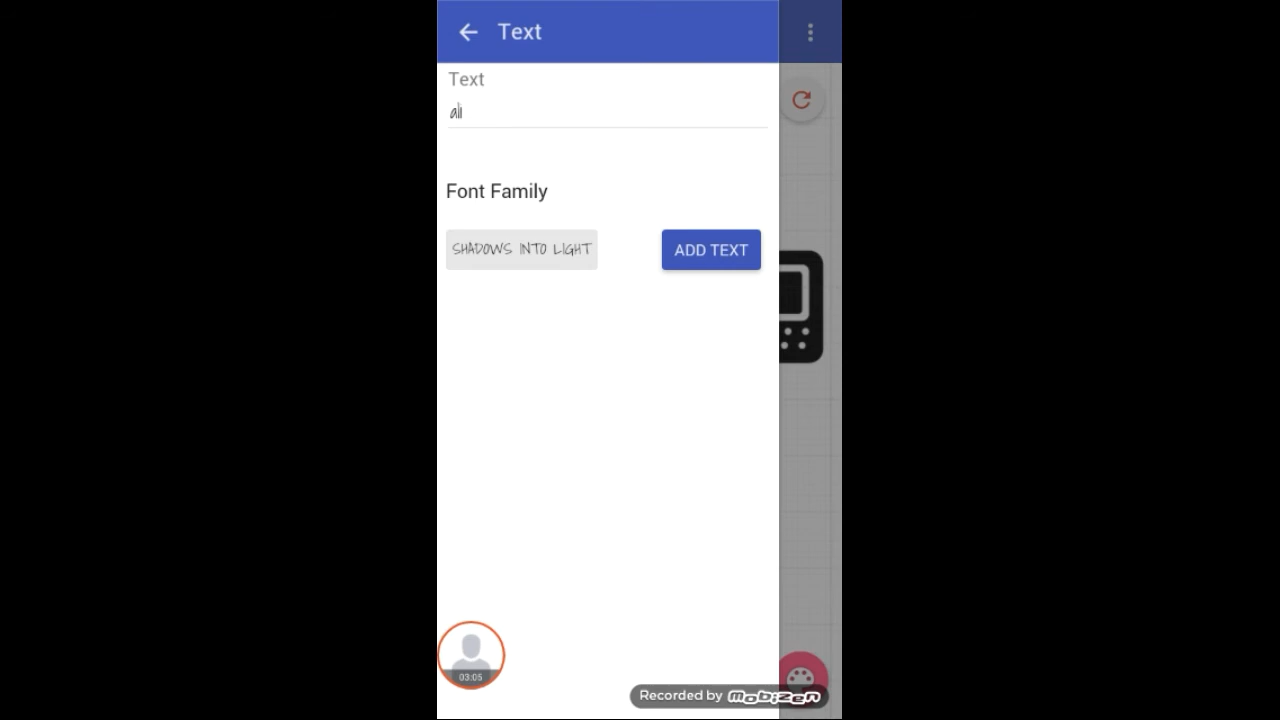 Text
Text
ali
Font Family
SHADOWS INTO LIGHT
ADD TEXT
03:05
Recorded by mobizen